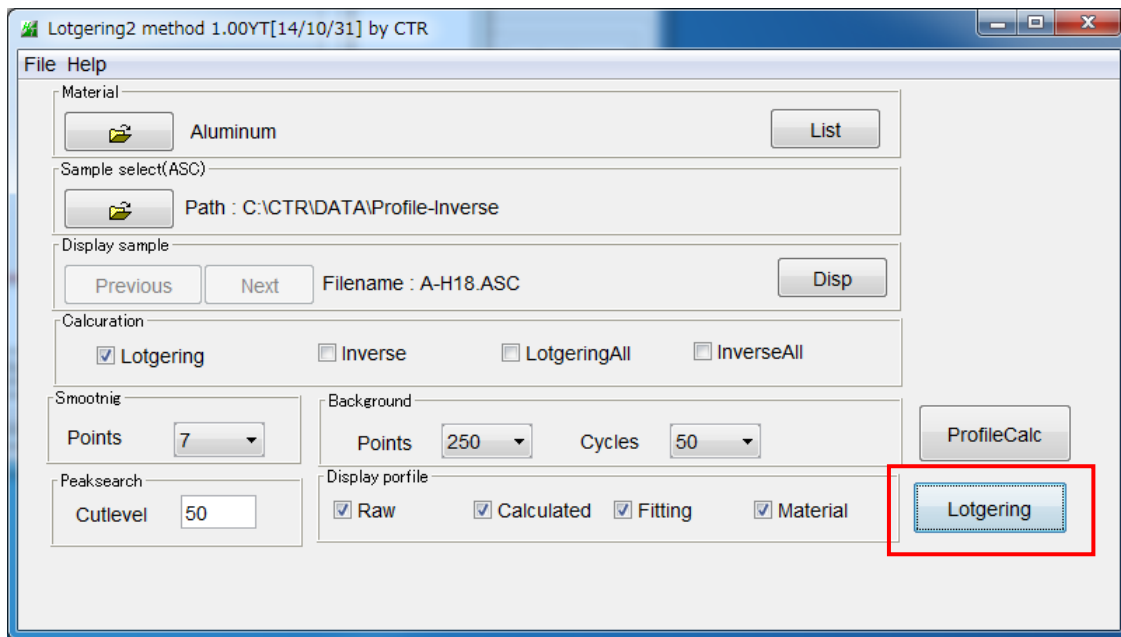 Lotgering2 method 1.00YT[14/10/31] by CTR
File Help
Material
Aluminum
List
Sample select(ASC)
Path : C:\CTR\DATA\Profile-Inverse
Display sample
Previous
Next
Filename : A-H18.ASC
Disp
Calcuration
Lotgering
Inverse
LotgeringAll
InverseAll
Smootnig
Points
7
Background
Points
250
Cycles
50
ProfileCalc
Peaksearch
Cutlevel
50
Display porfile
Raw
Calculated
Fitting
Material
Lotgering